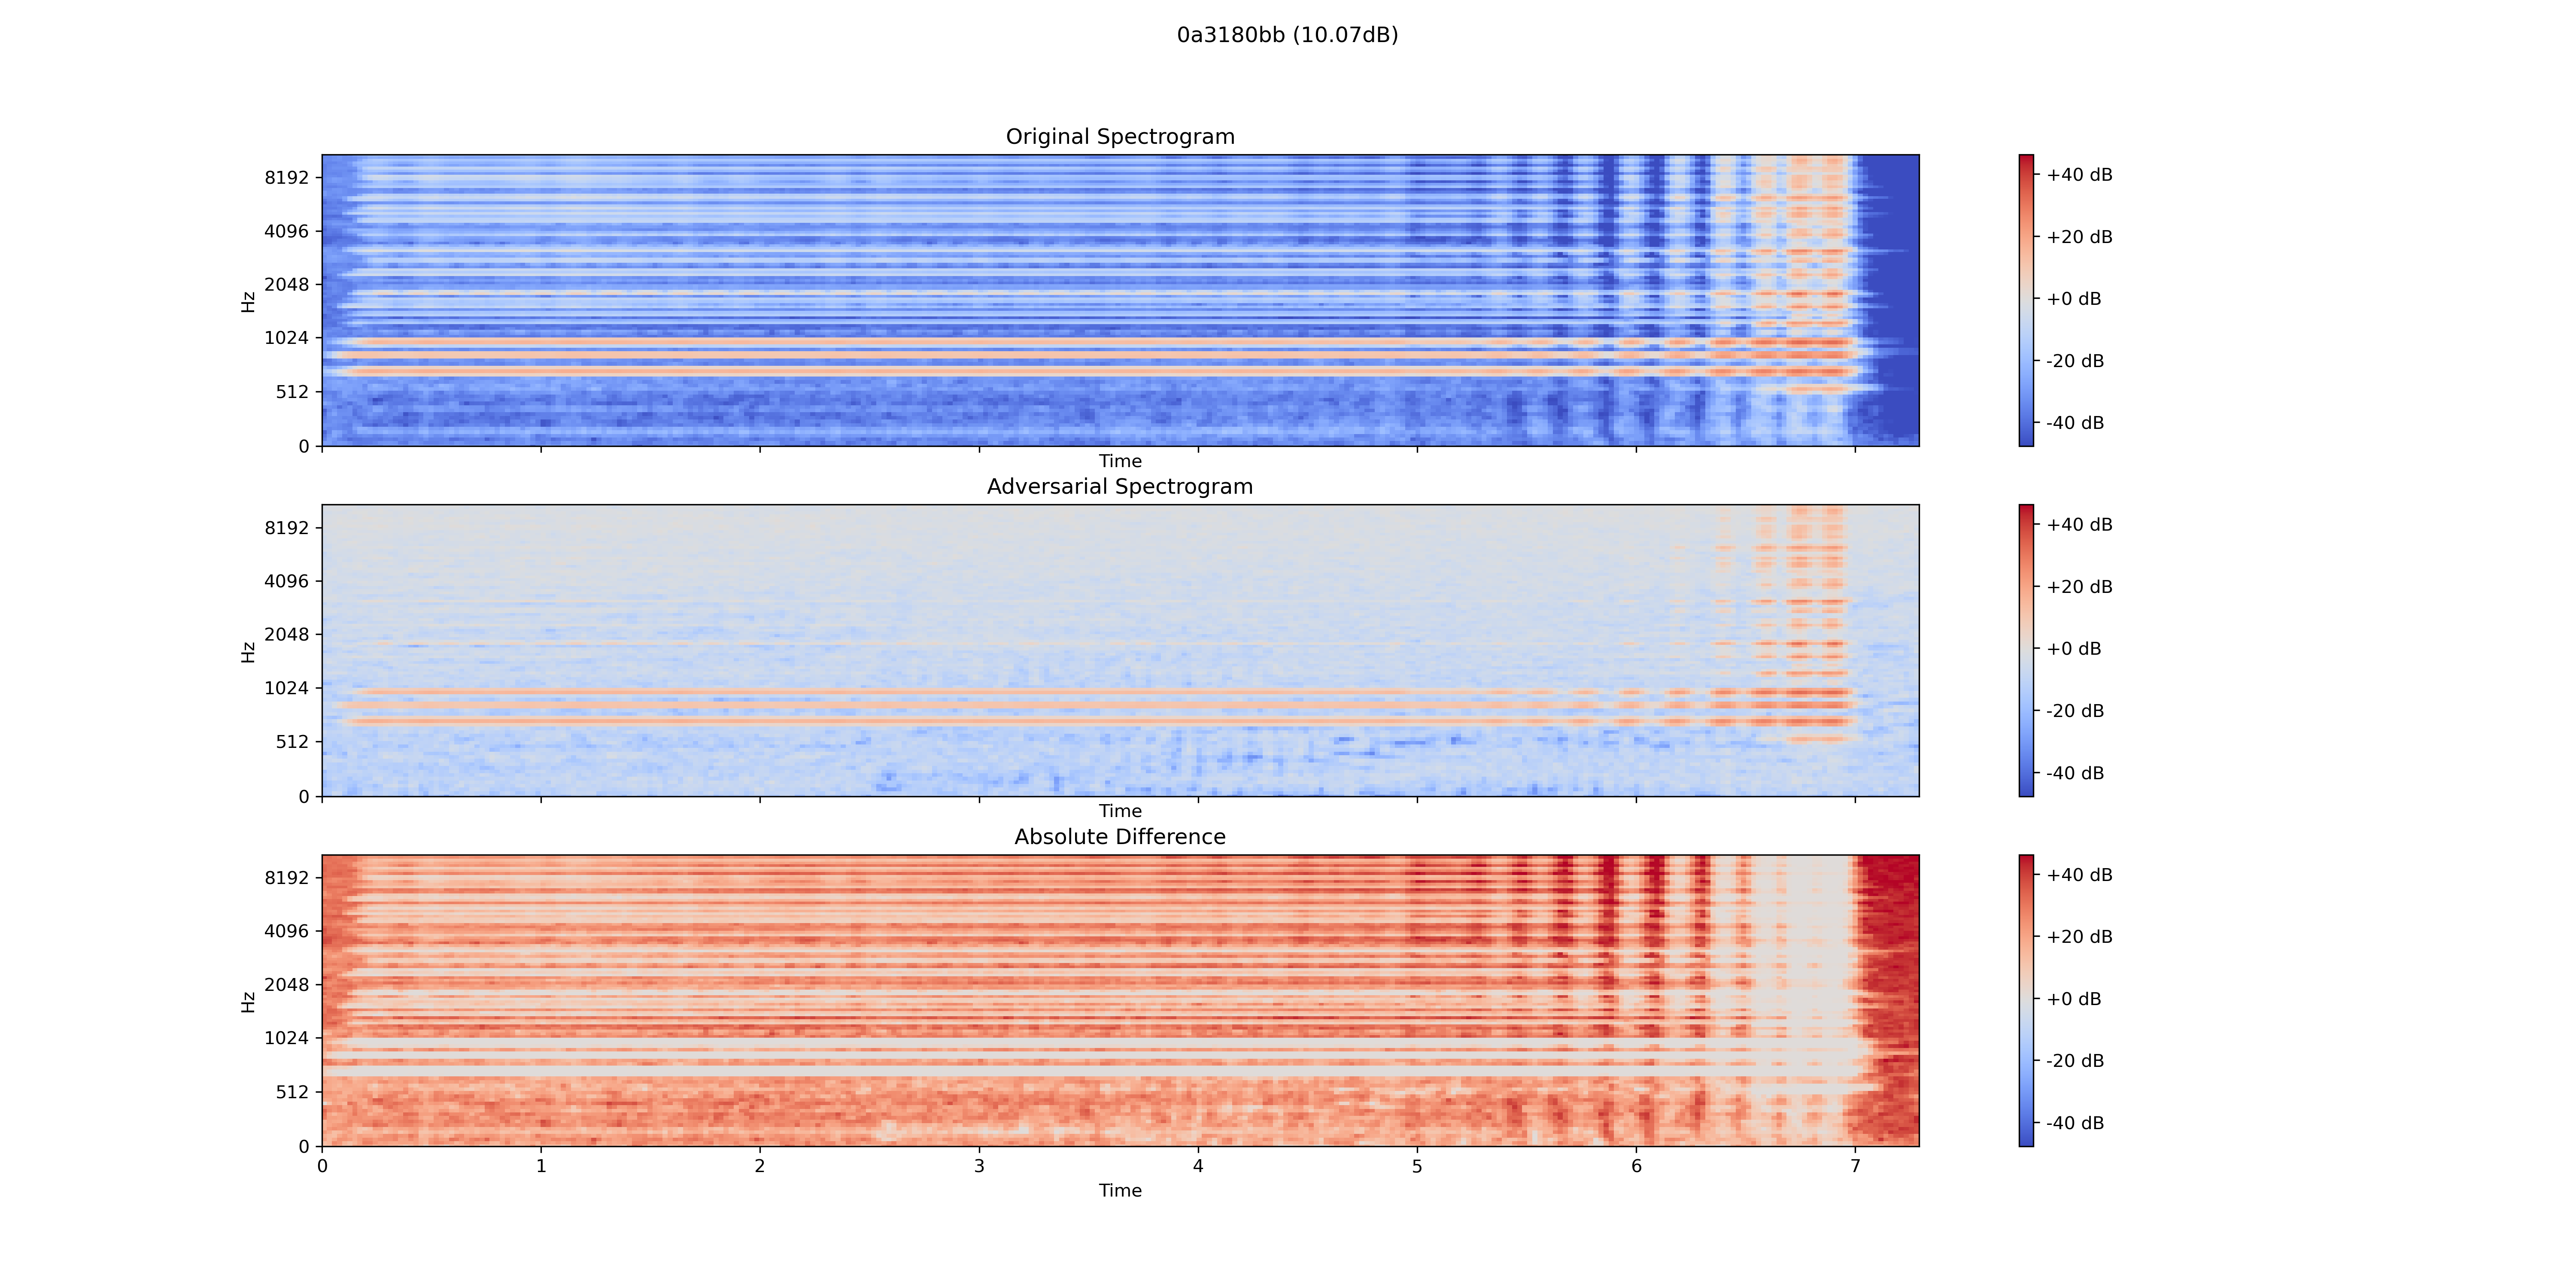 0a3180bb (10.07dB)
Original Spectrogram
8192
4096
2048
1024
512
0
Hz
Time
+40 dB
+20 dB
+0 dB
-20 dB
-40 dB
Adversarial Spectrogram
8192
4096
2048
1024
512
0
Hz
Time
+40 dB
+20 dB
+0 dB
-20 dB
-40 dB
Absolute Difference
8192
4096
2048
1024
512
0
Hz
0 1 2 3 4 5 6 7
Time
+40 dB
+20 dB
+0 dB
-20 dB
-40 dB